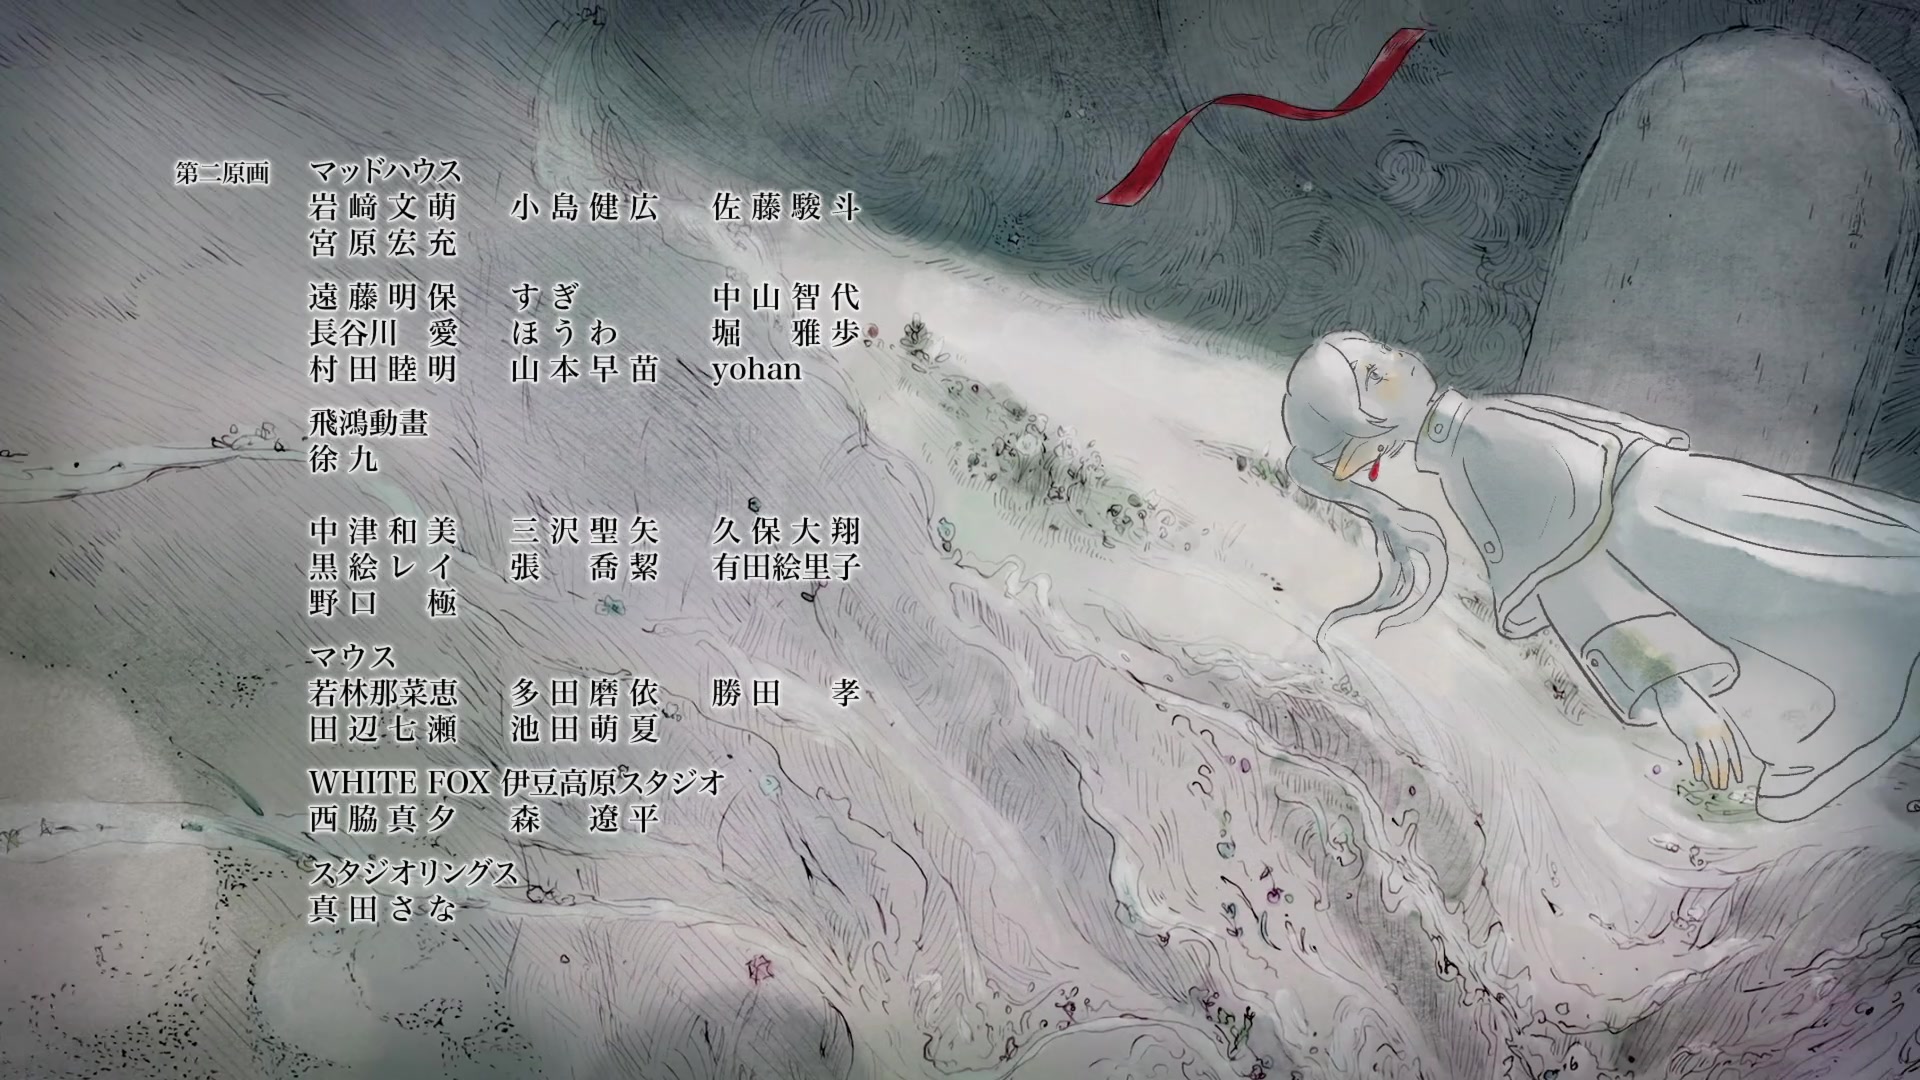 第二原画 マッドハウス
岩﨑文萌 小島健広 佐藤駿斗
宮原宏充
遠藤明保 すぎ 中山智代
長谷川 愛 ほうわ 堀 雅歩
村田睦明 山本早苗 yohan
飛鴻動畫
徐九
中津和美 三沢聖矢 久保大翔
黒絵レイ 張 喬絜 有田絵里子
野口 極
マウス
若林那菜恵 多田磨依 勝田 孝
田辺七瀬 池田萌夏
WHITE FOX 伊豆高原スタジオ
西脇真夕 森 遼平
スタジオリングス
真田さな